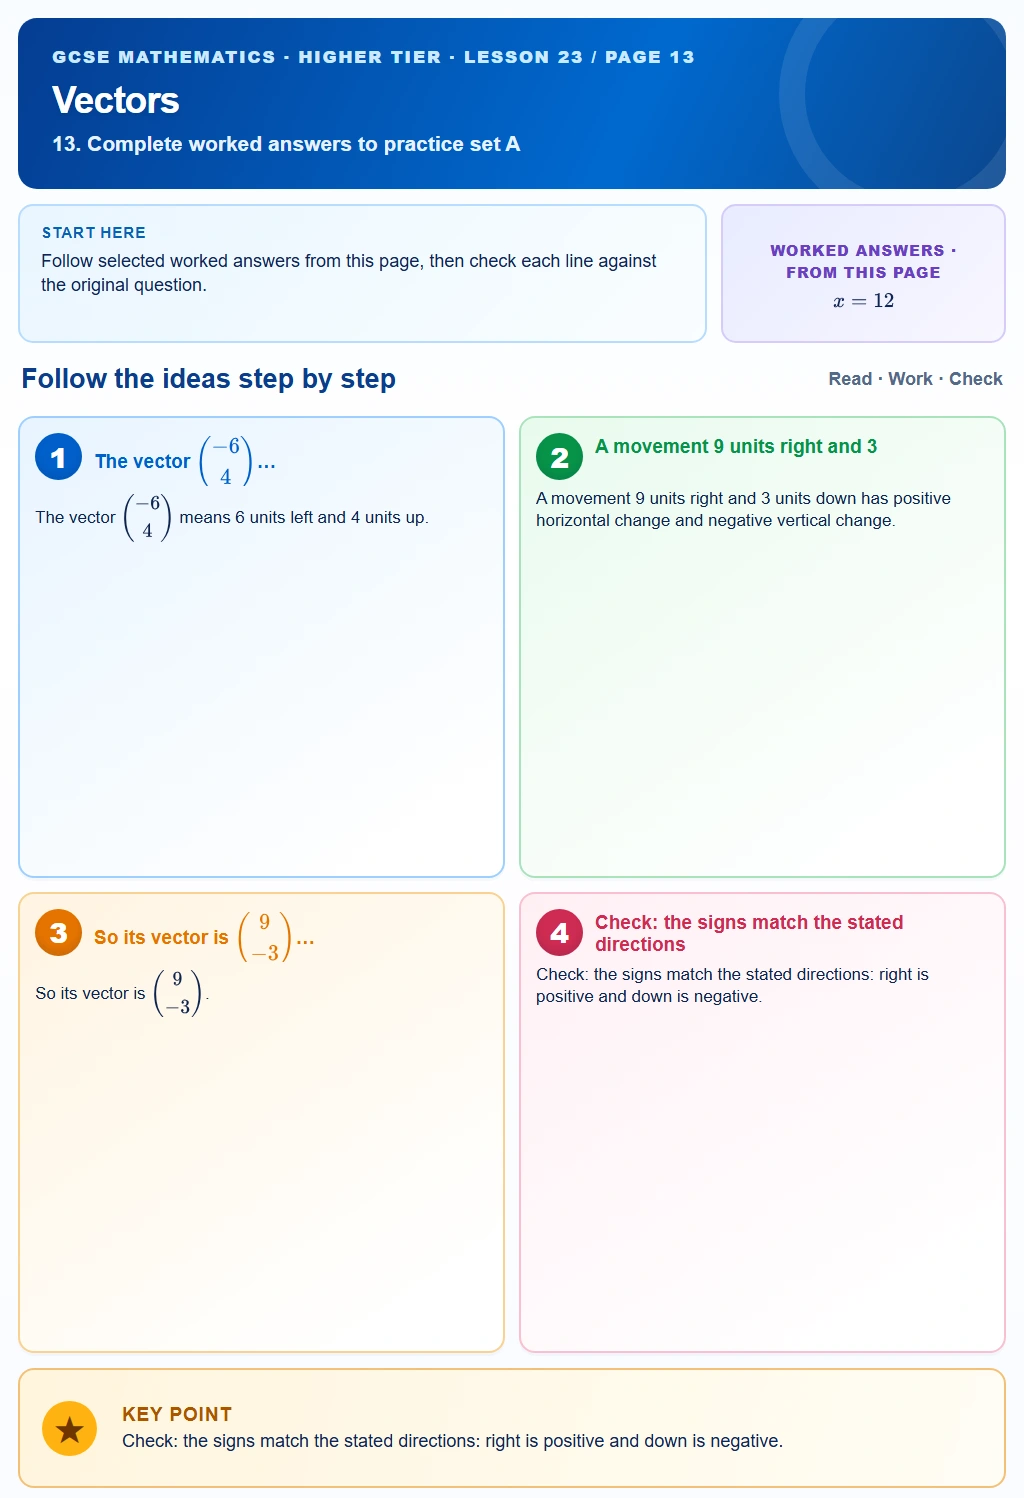 GCSE MATHEMATICS · HIGHER TIER · LESSON 23 / PAGE 13
Vectors
13. Complete worked answers to practice set A
START HERE
Follow selected worked answers from this page, then check each line against
the original question.
WORKED ANSWERS ·
FROM THIS PAGE
x = 12
Follow the ideas step by step
Read · Work · Check
1
The vector (−6 4) …
The vector (−6 4) means 6 units left and 4 units up.
2
A movement 9 units right and 3
A movement 9 units right and 3 units down has positive
horizontal change and negative vertical change.
3
So its vector is (9 −3) …
So its vector is (9 −3).
4
Check: the signs match the stated
directions
Check: the signs match the stated directions: right is
positive and down is negative.
KEY POINT
Check: the signs match the stated directions: right is positive and down is negative.